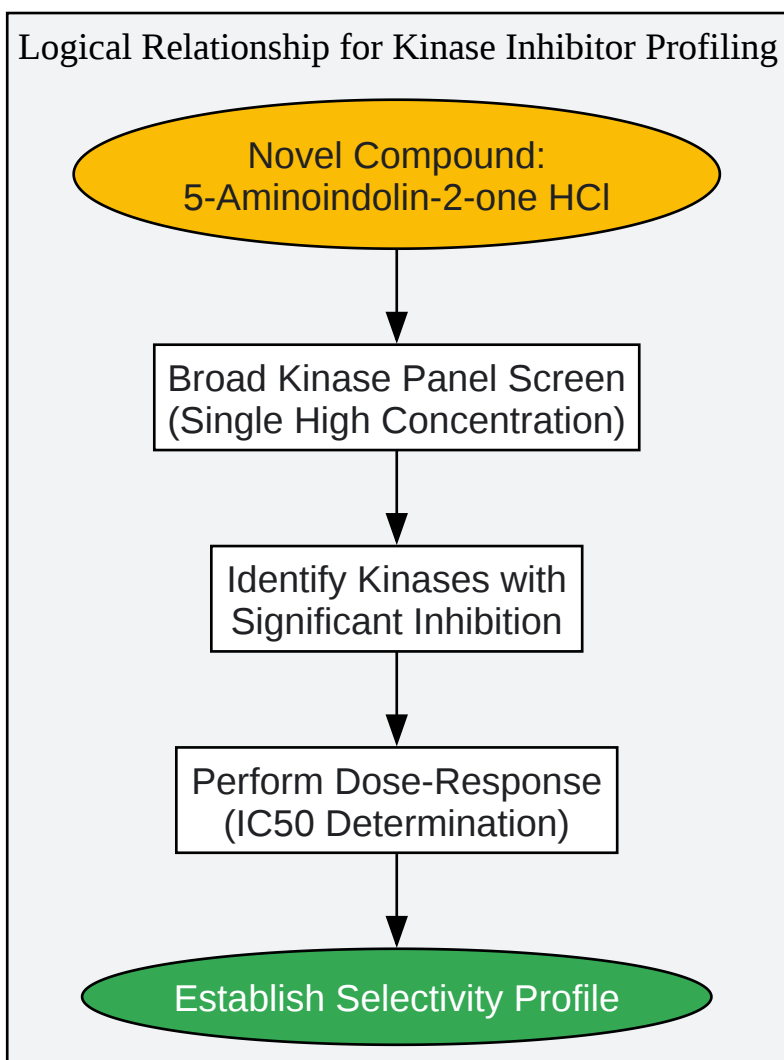 Logical Relationship for Kinase Inhibitor Profiling
Novel Compound:
5-Aminoindolin-2-one HCl
Broad Kinase Panel Screen
(Single High Concentration)
Identify Kinases with
Significant Inhibition
Perform Dose-Response
(IC50 Determination)
Establish Selectivity Profile